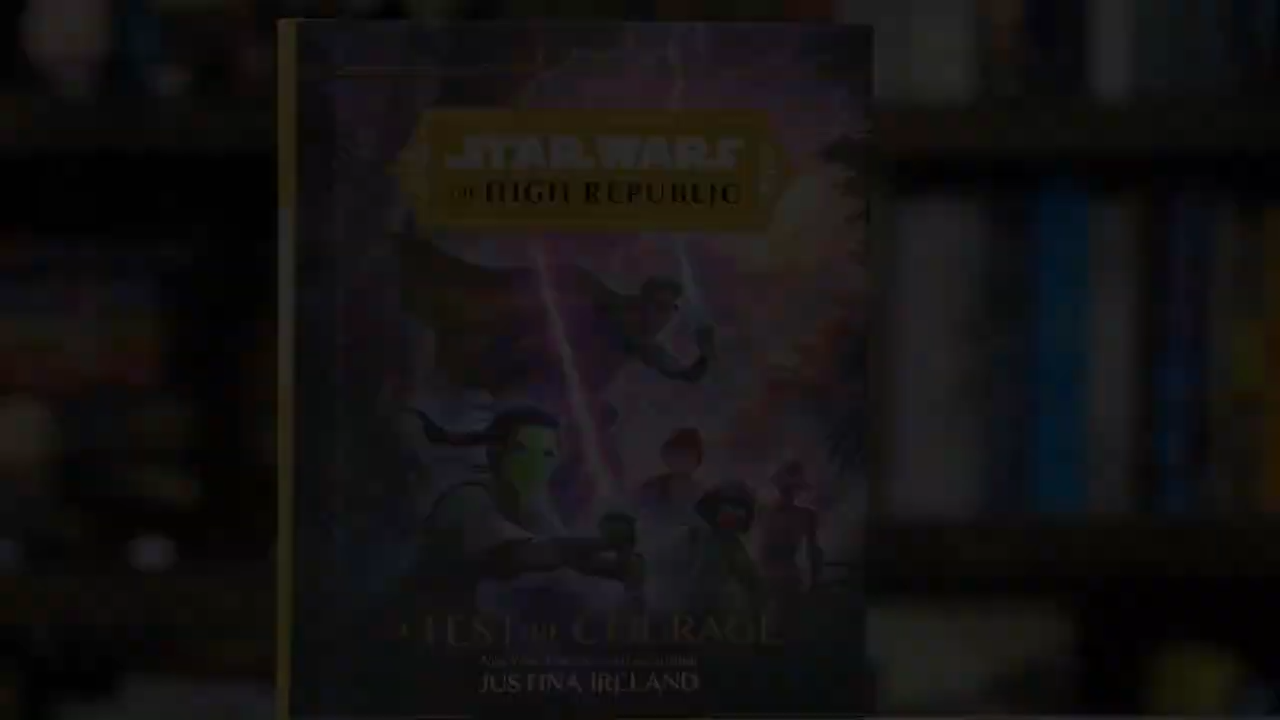 STAR WARS
THE HIGH REPUBLIC
A TEST OF COURAGE
JUSTINA IRELAND